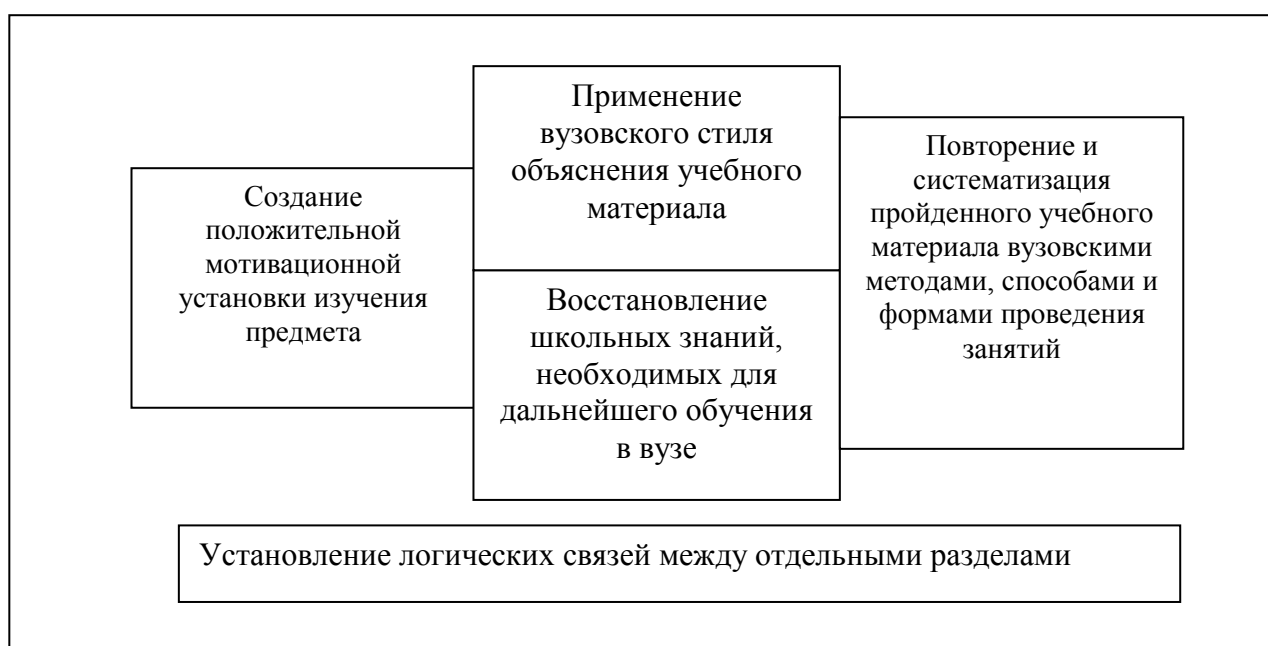 Создание
положительной
мотивационной
установки изучения
предмета
Применение
вузовского стиля
объяснения учебного
материала
Восстановление
школьных знаний,
необходимых для
дальнейшего обучения
в вузе
Повторение и
систематизация
пройденного учебного
материала вузовскими
методами, способами и
формами проведения
занятий
Установление логических связей между отдельными разделами